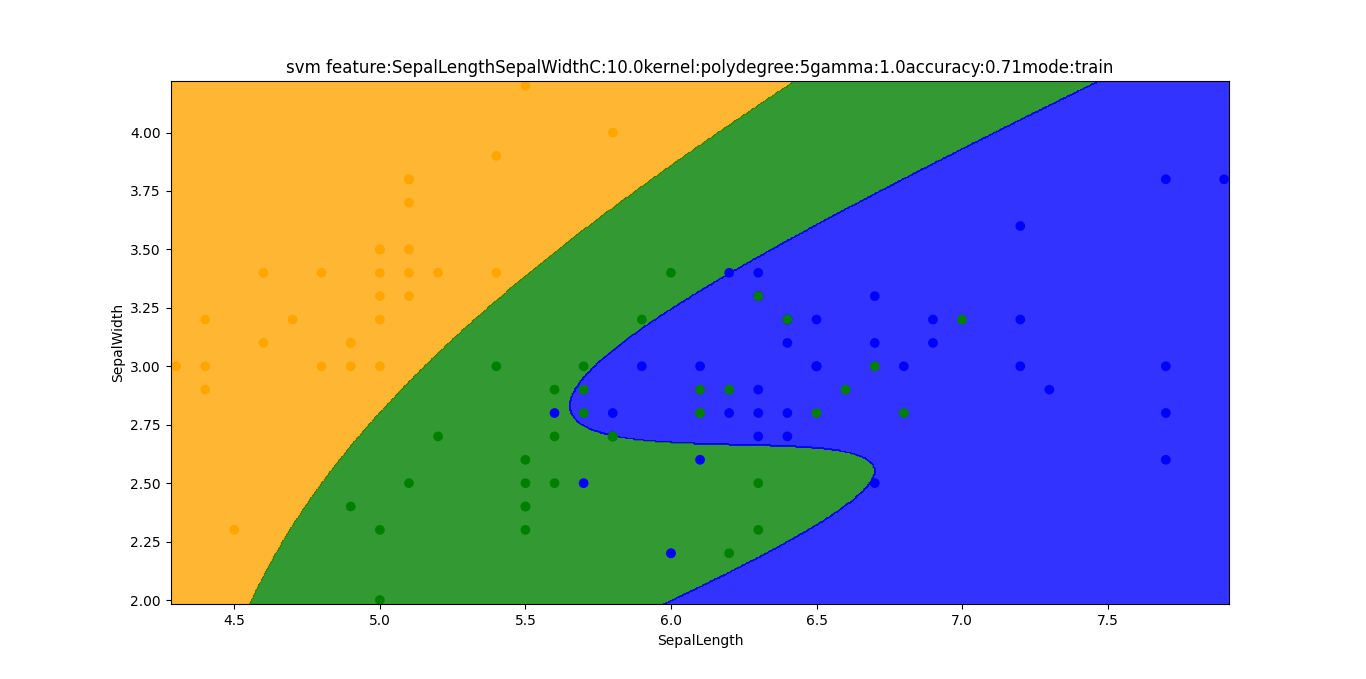 svm feature:SepalLengthSepalWidthC:10.0kernel:polydegree:5gamma:1.0accuracy:0.71mode:train
4.00
3.75
3.50
3.25
3.00
2.75
2.50
2.25
2.00
SepalWidth
4.5 5.0 5.5 6.0 6.5 7.0 7.5
SepalLength